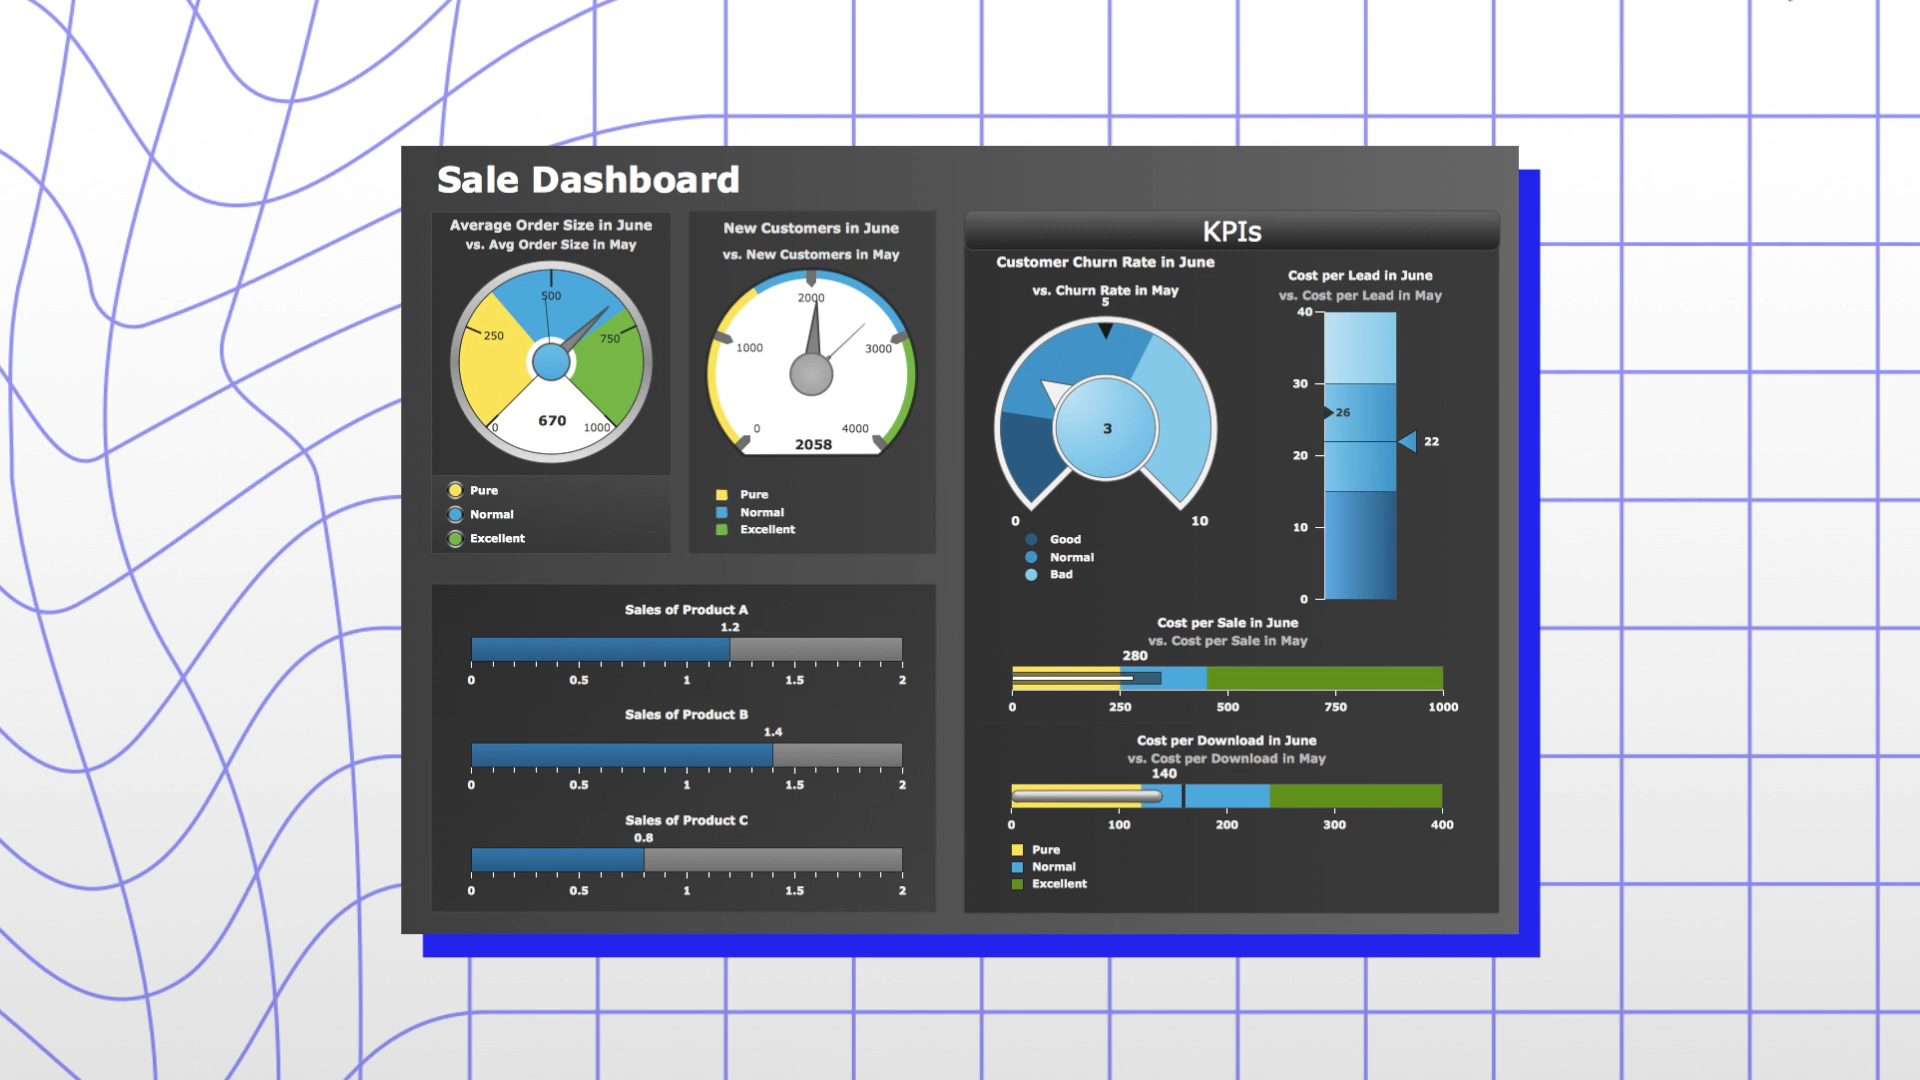 Sale Dashboard
Average Order Size in June
vs. Avg Order Size in May
500
250
750
670
0
1000
Pure
Normal
Excellent
New Customers in June
vs. New Customers in May
2000
1000
3000
0
4000
2058
Pure
Normal
Excellent
Sales of Product A
1.2
0 0.5 1 1.5 2
Sales of Product B
1.4
0 0.5 1 1.5 2
Sales of Product C
0.8
0 0.5 1 1.5 2
KPIs
Customer Churn Rate in June
vs. Churn Rate in May
5
3
0
10
Good
Normal
Bad
Cost per Lead in June
vs. Cost per Lead in May
40
30
26
22
20
10
0
Cost per Sale in June
vs. Cost per Sale in May
280
0 250 500 750 1000
Cost per Download in June
vs. Cost per Download in May
140
0 100 200 300 400
Pure
Normal
Excellent